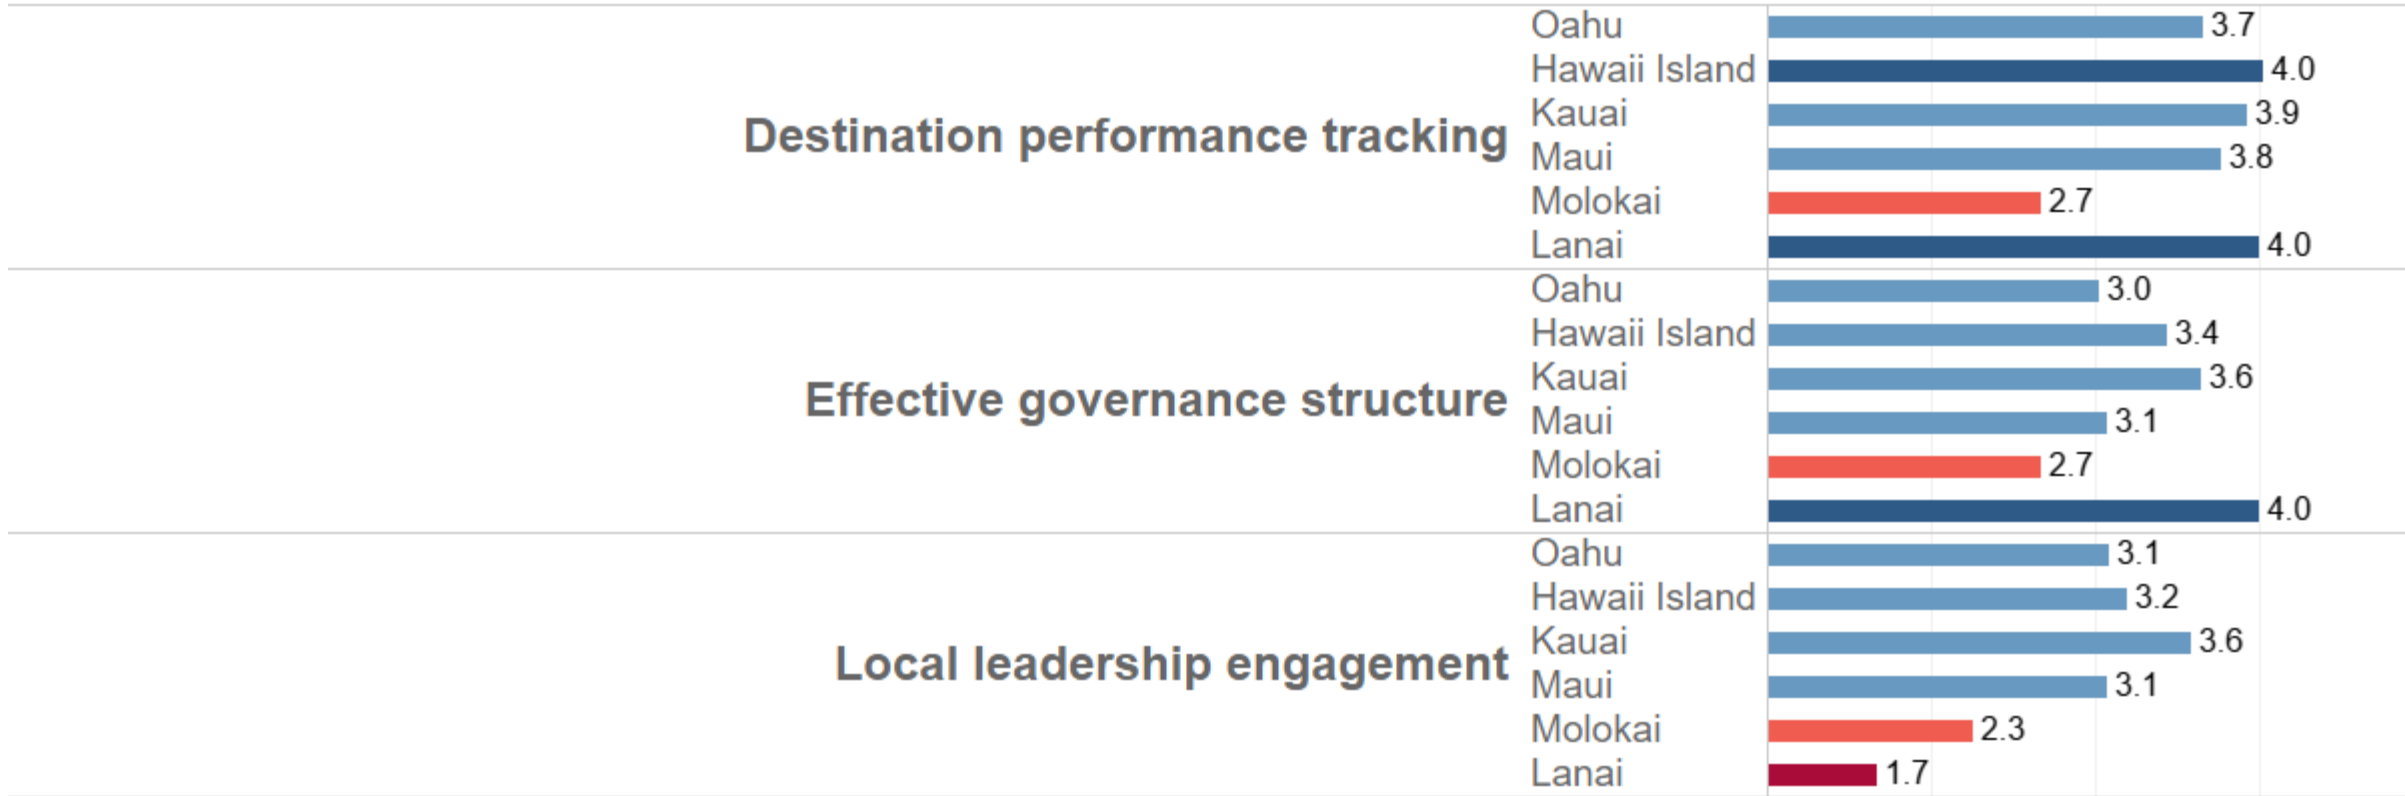 Destination performance tracking
Oahu 3.7
Hawaii Island 4.0
Kauai 3.9
Maui 3.8
Molokai 2.7
Lanai 4.0
Effective governance structure
Oahu 3.0
Hawaii Island 3.4
Kauai 3.6
Maui 3.1
Molokai 2.7
Lanai 4.0
Local leadership engagement
Oahu 3.1
Hawaii Island 3.2
Kauai 3.6
Maui 3.1
Molokai 2.3
Lanai 1.7